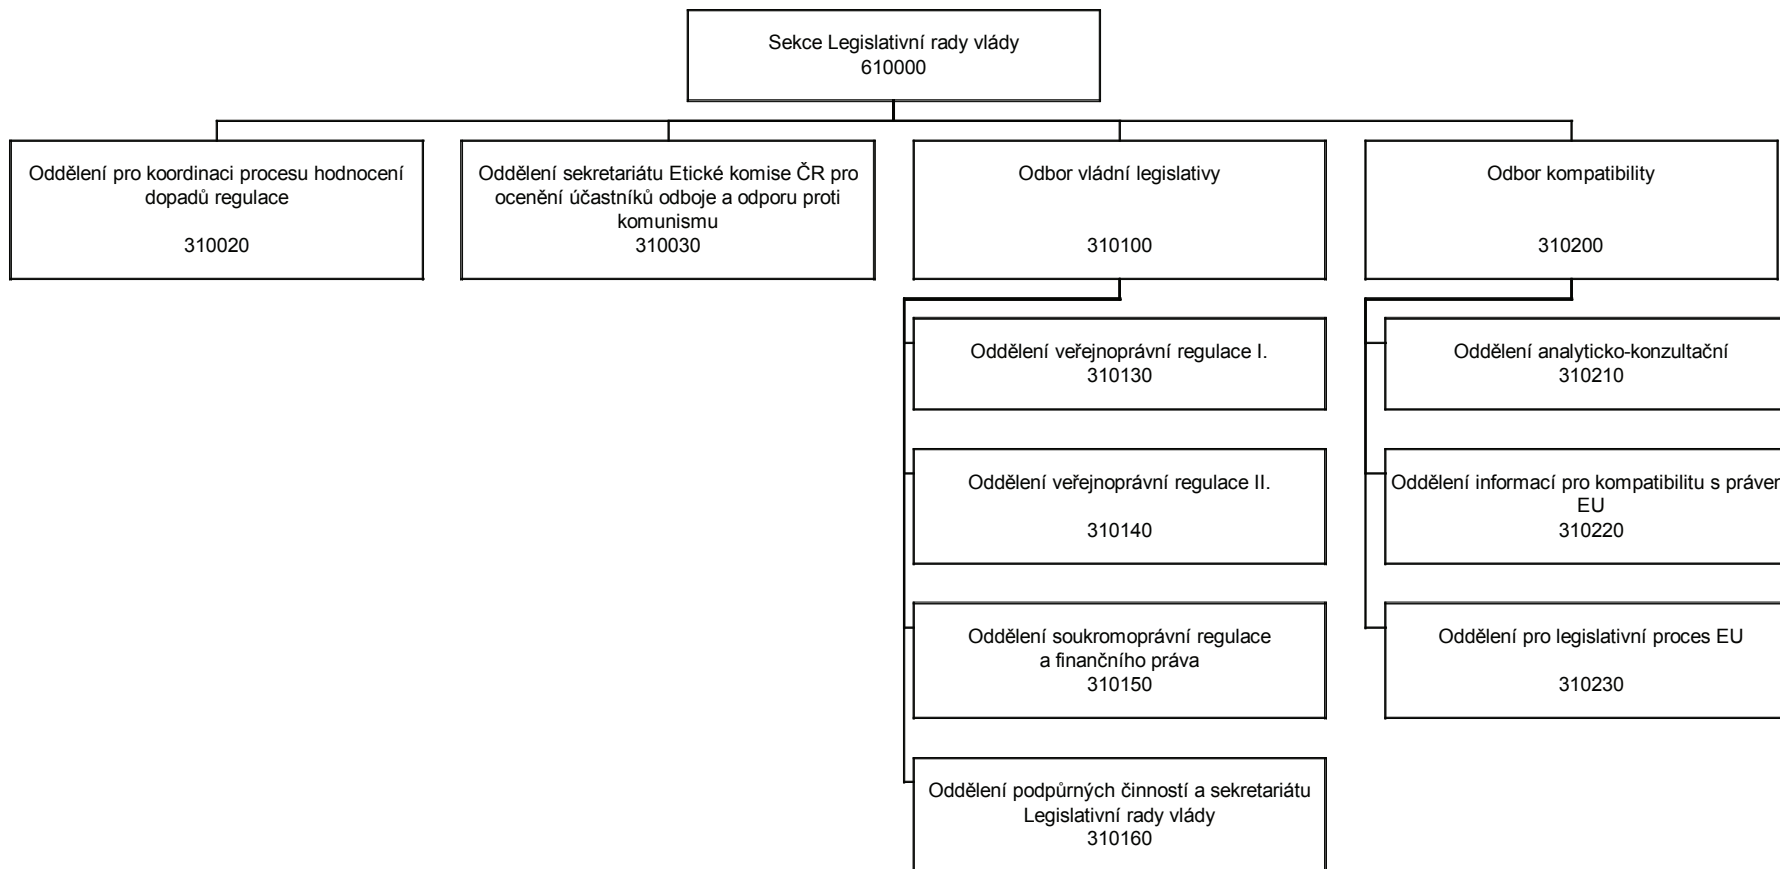 Sekce Legislativní rady vlády
610000
Oddělení pro koordinaci procesu hodnocení
dopadů regulace
310020
Oddělení sekretariátu Etické komise ČR pro
ocenění účastníků odboje a odporu proti
komunismu
310030
Odbor vládní legislativy
310100
Odbor kompatibility
310200
Oddělení veřejnoprávní regulace I.
310130
Oddělení veřejnoprávní regulace II.
310140
Oddělení soukromoprávní regulace
a finančního práva
310150
Oddělení podpůrných činností a sekretariátu
Legislativní rady vlády
310160
Oddělení analyticko-konzultační
310210
Oddělení informací pro kompatibilitu s práven
EU
310220
Oddělení pro legislativní proces EU
310230